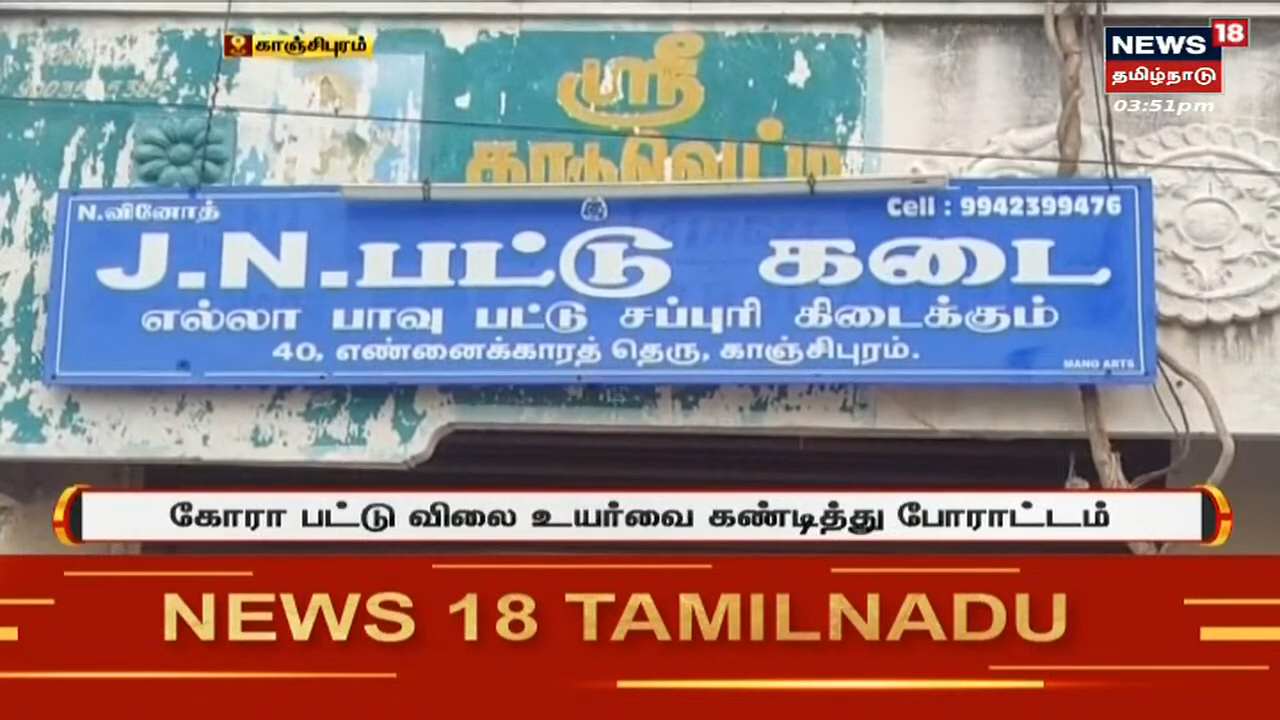 காஞ்சிபுரம்
NEWS 18
தமிழ்நாடு
03:51pm
ஸ்ரீ
N.வினோத்
Cell : 9942399476
J.N.பட்டு கடை
எல்லா பாவு பட்டு சப்புரி கிடைக்கும்
40, எண்னைக்காரத் தெரு, காஞ்சிபுரம்.
MANO ARTS
கோரா பட்டு விலை உயர்வை கண்டித்து போராட்டம்
NEWS 18 TAMILNADU